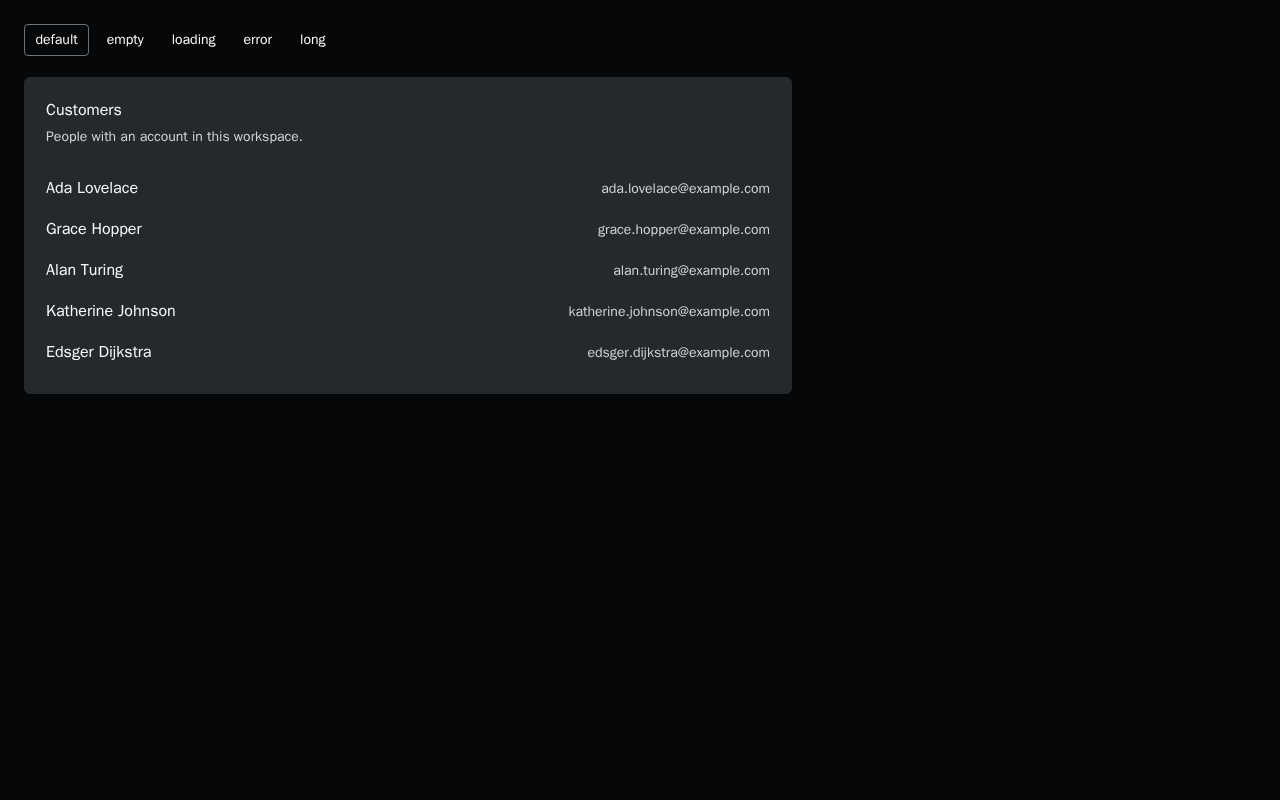 default empty loading error long
Customers
People with an account in this workspace.
Ada Lovelace ada.lovelace@example.com
Grace Hopper grace.hopper@example.com
Alan Turing alan.turing@example.com
Katherine Johnson katherine.johnson@example.com
Edsger Dijkstra edsger.dijkstra@example.com